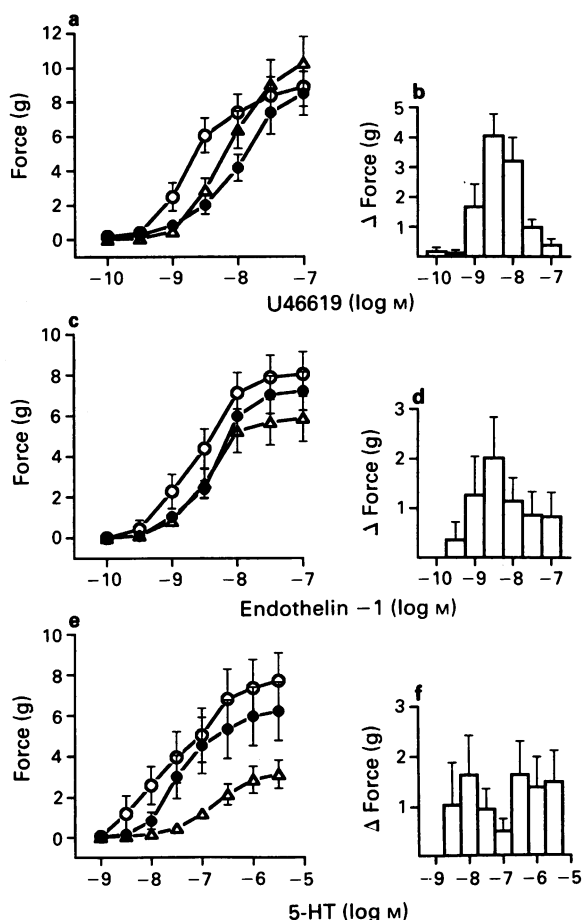 a
12
10
8
6
4
2
0
Force (g)
−10 −9 −8 −7
b
5
4
3
2
1
Δ Force (g)
−10 −9 −8 −7
U46619 (log M)
c
10
8
6
4
2
0
Force (g)
−10 −9 −8 −7
d
3
2
1
Δ Force (g)
−10 −9 −8 −7
Endothelin −1 (log M)
e
10
8
6
4
2
0
Force (g)
−9 −8 −7 −6 −5
f
3
2
1
Δ Force (g)
−9 −8 −7 −6 −5
5-HT (log M)